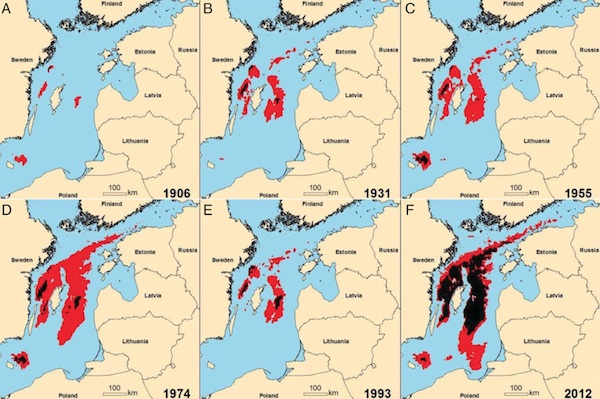 A
Finland
Sweden
Estonia
Russia
Latvia
Lithuania
100
km
Poland
1906
B
Finland
Sweden
Estonia
Russia
Latvia
Lithuania
100
km
Poland
1931
C
Finland
Sweden
Estonia
Russia
Latvia
Lithuania
100
km
Poland
1955
D
Finland
Sweden
Estonia
Russia
Latvia
Lithuania
100
km
Poland
1974
E
Finland
Sweden
Estonia
Russia
Latvia
Lithuania
100
km
Poland
1993
F
Finland
Sweden
Estonia
Russia
Latvia
Lithuania
100
km
Poland
2012